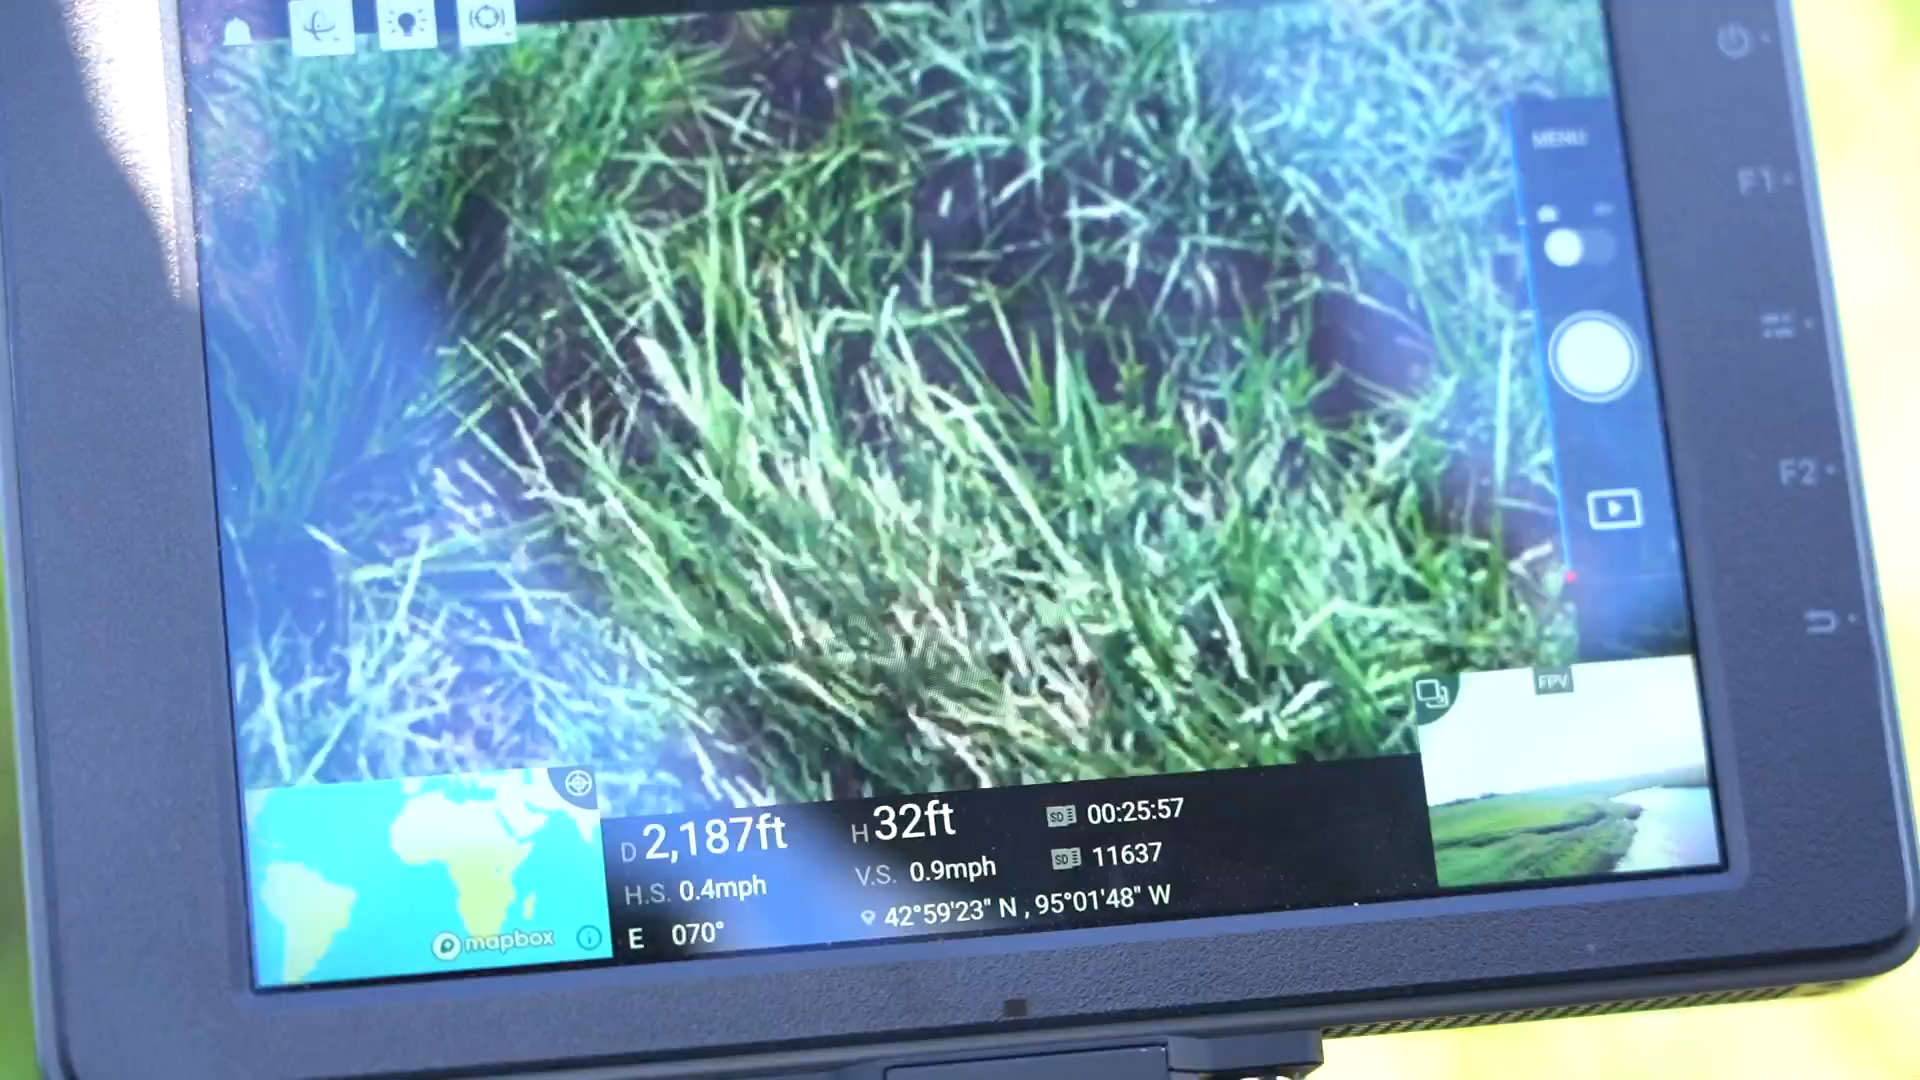 MENU
F1
F2
FPV
D 2,187ft
H 32ft
SD 00:25:57
H.S. 0.4mph
V.S. 0.9mph
SD 11637
E 070°
42°59'23" N , 95°01'48" W
mapbox